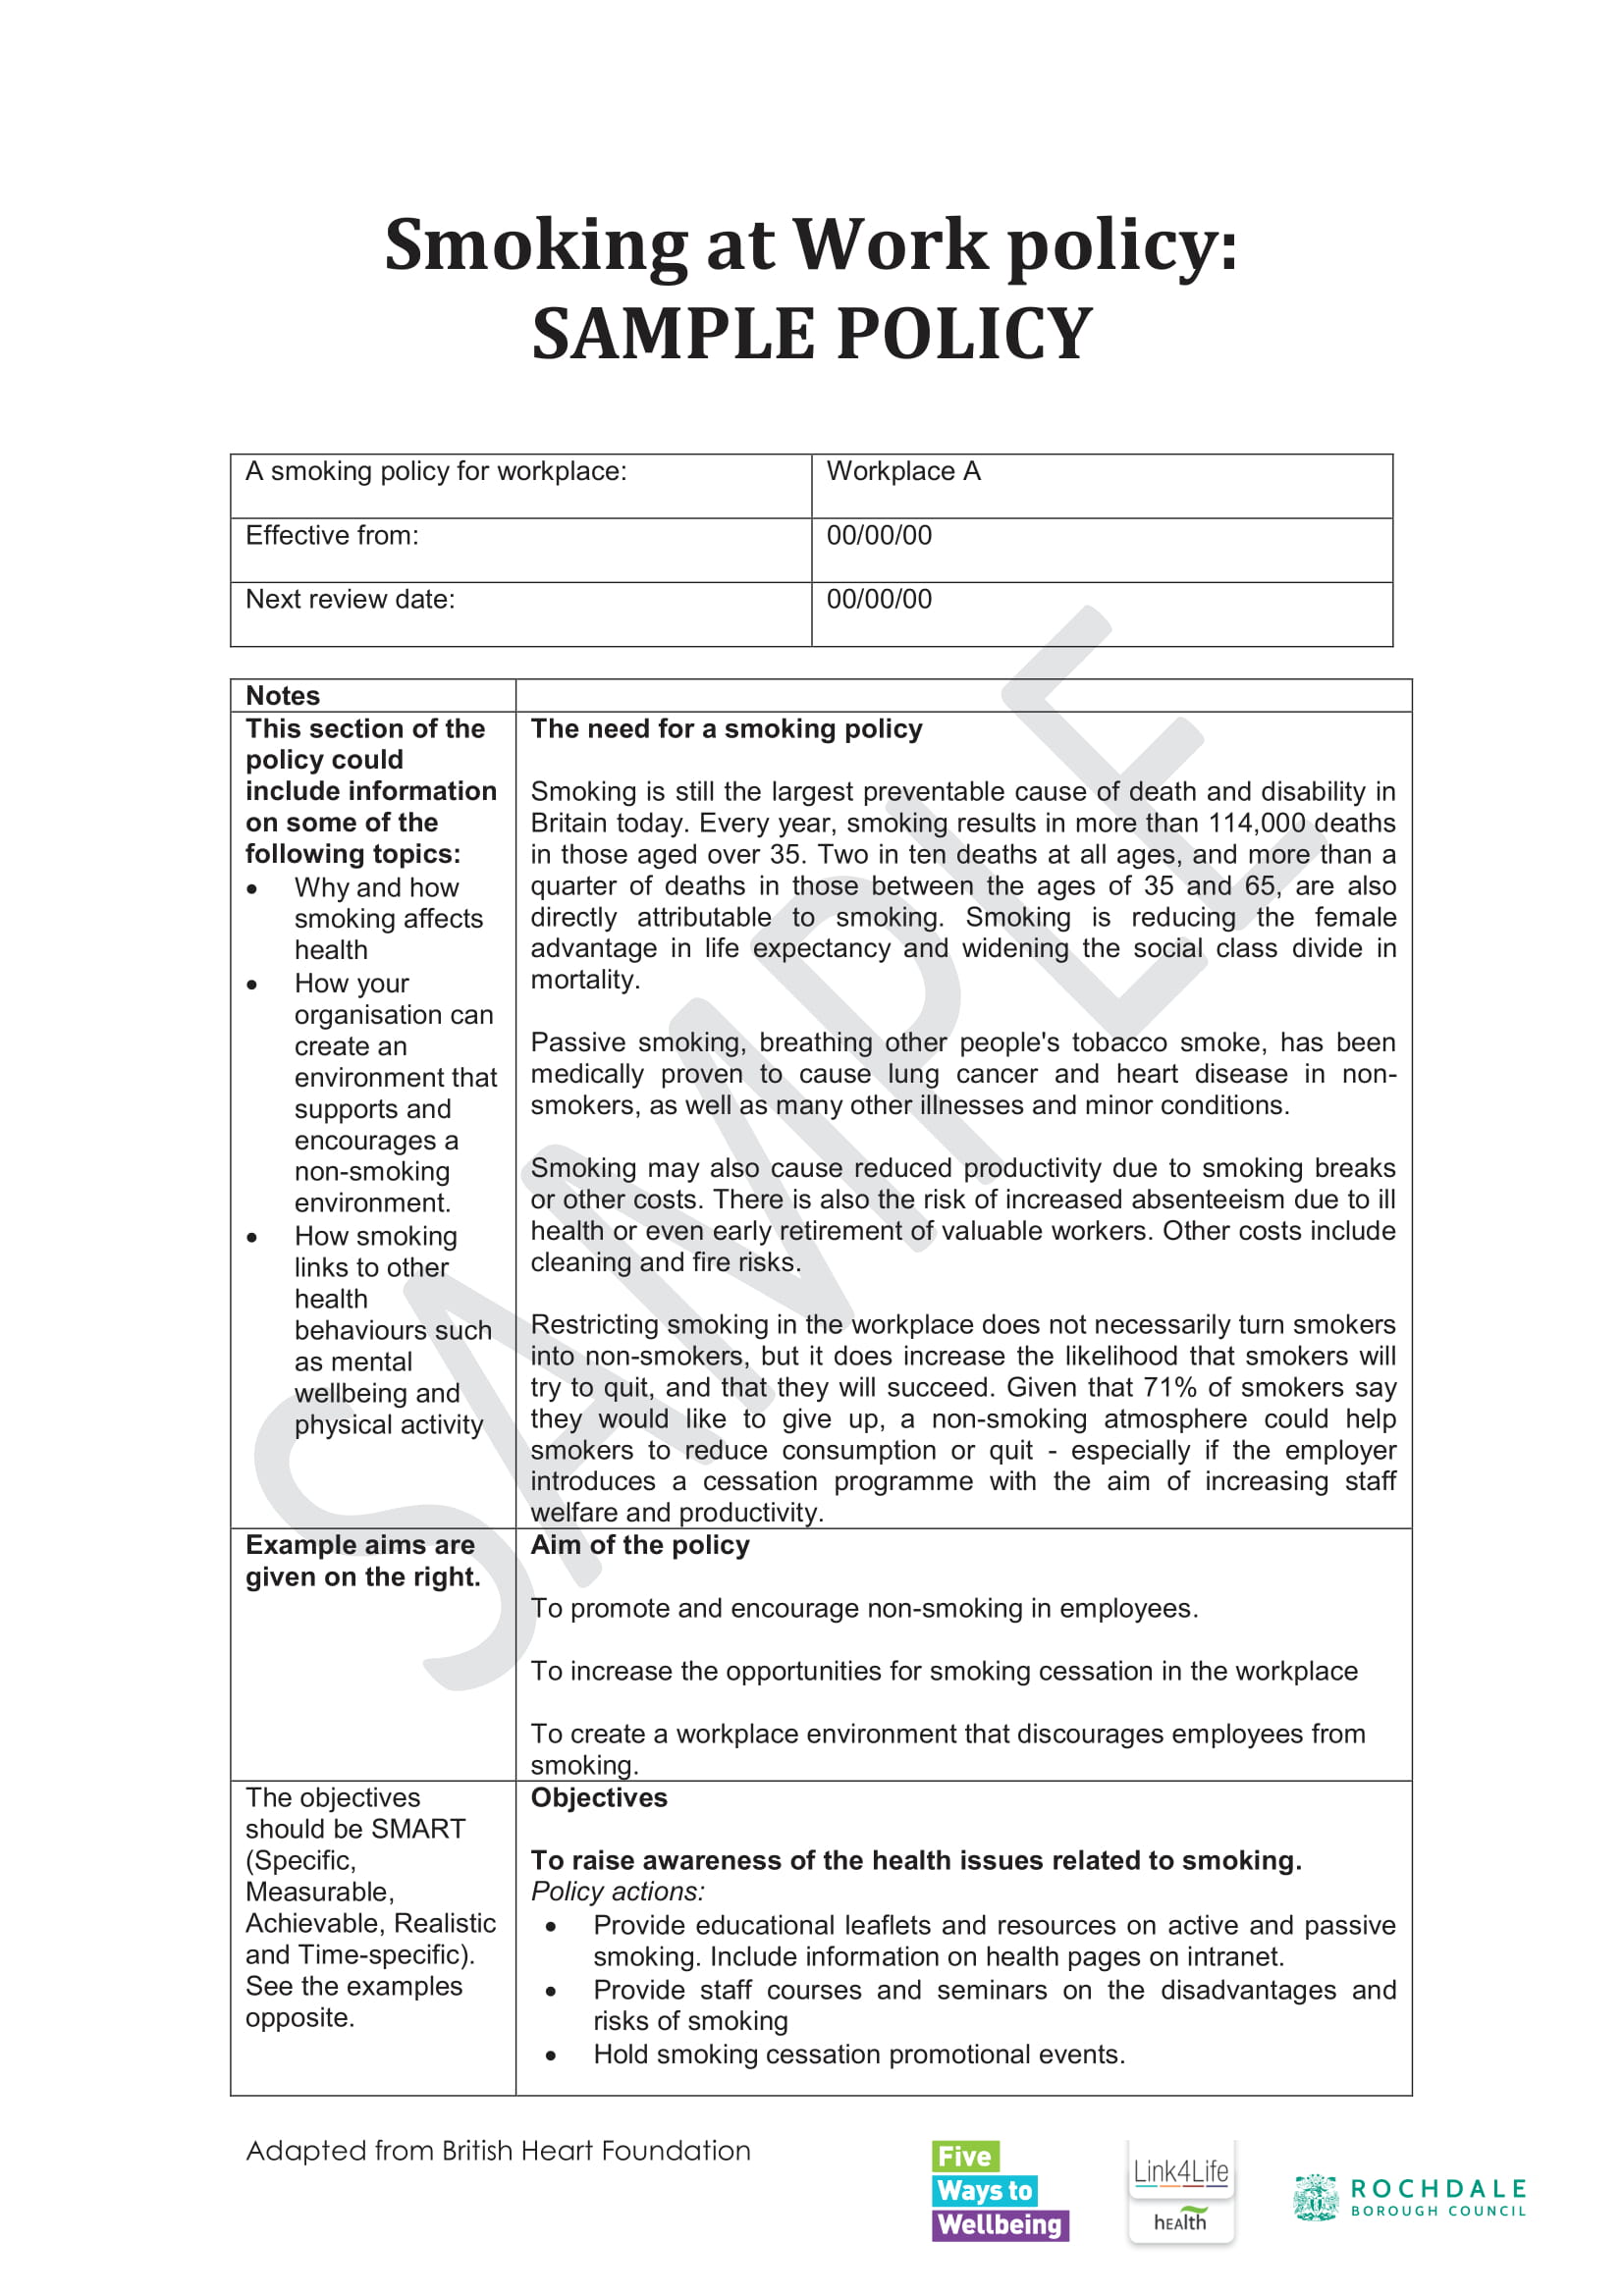 Smoking at Work policy:
SAMPLE POLICY
A smoking policy for workplace:
Workplace A
Effective from:
00/00/00
Next review date:
00/00/00
Notes
This section of the
policy could
include information
on some of the
following topics:
• Why and how
smoking affects
health
• How your
organisation can
create an
environment that
supports and
encourages a
non-smoking
environment.
• How smoking
links to other
health
behaviours such
as mental
wellbeing and
physical activity
The need for a smoking policy
Smoking is still the largest preventable cause of death and disability in
Britain today. Every year, smoking results in more than 114,000 deaths
in those aged over 35. Two in ten deaths at all ages, and more than a
quarter of deaths in those between the ages of 35 and 65, are also
directly attributable to smoking. Smoking is reducing the female
advantage in life expectancy and widening the social class divide in
mortality.
Passive smoking, breathing other people's tobacco smoke, has been
medically proven to cause lung cancer and heart disease in non-
smokers, as well as many other illnesses and minor conditions.
Smoking may also cause reduced productivity due to smoking breaks
or other costs. There is also the risk of increased absenteeism due to ill
health or even early retirement of valuable workers. Other costs include
cleaning and fire risks.
Restricting smoking in the workplace does not necessarily turn smokers
into non-smokers, but it does increase the likelihood that smokers will
try to quit, and that they will succeed. Given that 71% of smokers say
they would like to give up, a non-smoking atmosphere could help
smokers to reduce consumption or quit - especially if the employer
introduces a cessation programme with the aim of increasing staff
welfare and productivity.
Example aims are
given on the right.
Aim of the policy
To promote and encourage non-smoking in employees.
To increase the opportunities for smoking cessation in the workplace
To create a workplace environment that discourages employees from
smoking.
The objectives
should be SMART
(Specific,
Measurable,
Achievable, Realistic
and Time-specific).
See the examples
opposite.
Objectives
To raise awareness of the health issues related to smoking.
Policy actions:
• Provide educational leaflets and resources on active and passive
smoking. Include information on health pages on intranet.
• Provide staff courses and seminars on the disadvantages and
risks of smoking
• Hold smoking cessation promotional events.
SAMPLE
Adapted from British Heart Foundation
Five
Ways to
Wellbeing
Link4Life
hEAlth
ROCHDALE
BOROUGH COUNCIL